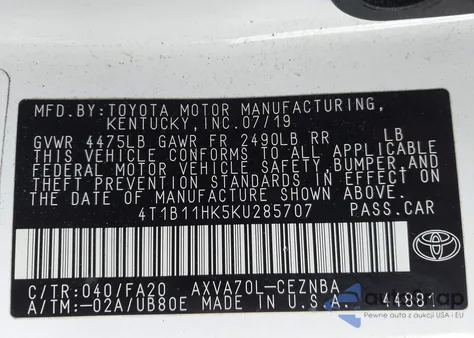 MFD.BY:TOYOTA MOTOR MANUFACTURING,
KENTUCKY,INC.07/19
GVWR 4475LB GAWR FR 2490LB RR LB
THIS VEHICLE CONFORMS TO ALL APPLICABLE
FEDERAL MOTOR VEHICLE SAFETY,BUMPER,AND
THEFT PREVENTION STANDARDS IN EFFECT ON
THE DATE OF MANUFACTURE SHOWN ABOVE.
4T1B11HK5KU285707 PASS.CAR
C/TR:040/FA20 AXVA70L-CEZNBA
A/TM:-02A/UB80E MADE IN U.S.A. 44881
TOYOTA
Pewne auta z aukcji USA i EU